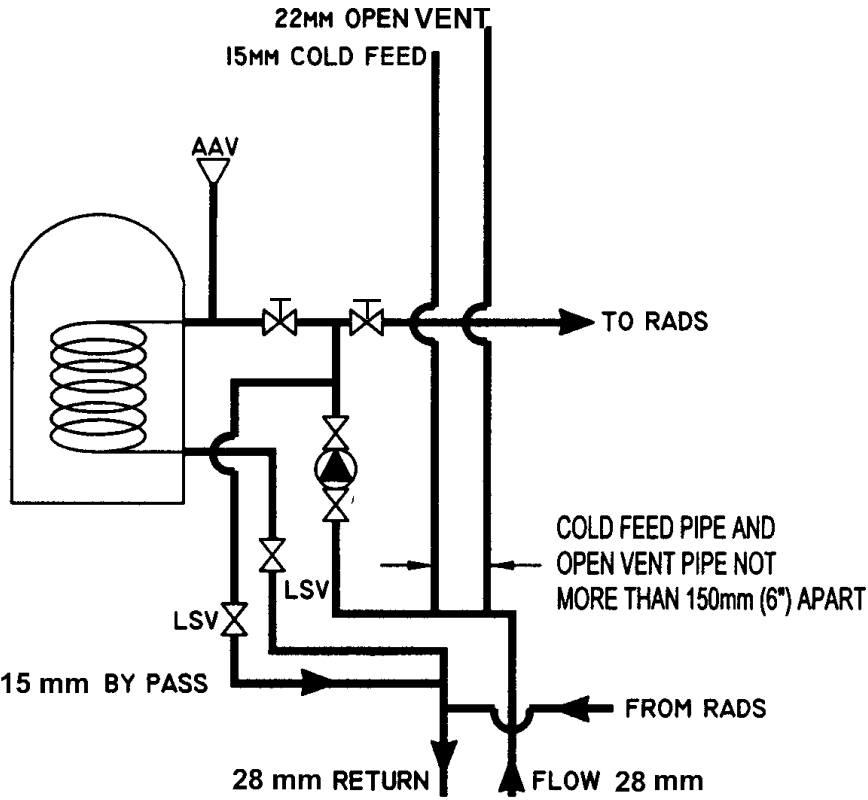 22MM OPEN VENT
15MM COLD FEED
AAV
TO RADS
COLD FEED PIPE AND
OPEN VENT PIPE NOT
MORE THAN 150mm (6") APART
LSV
LSV
15 mm BY PASS
FROM RADS
28 mm RETURN
FLOW 28 mm